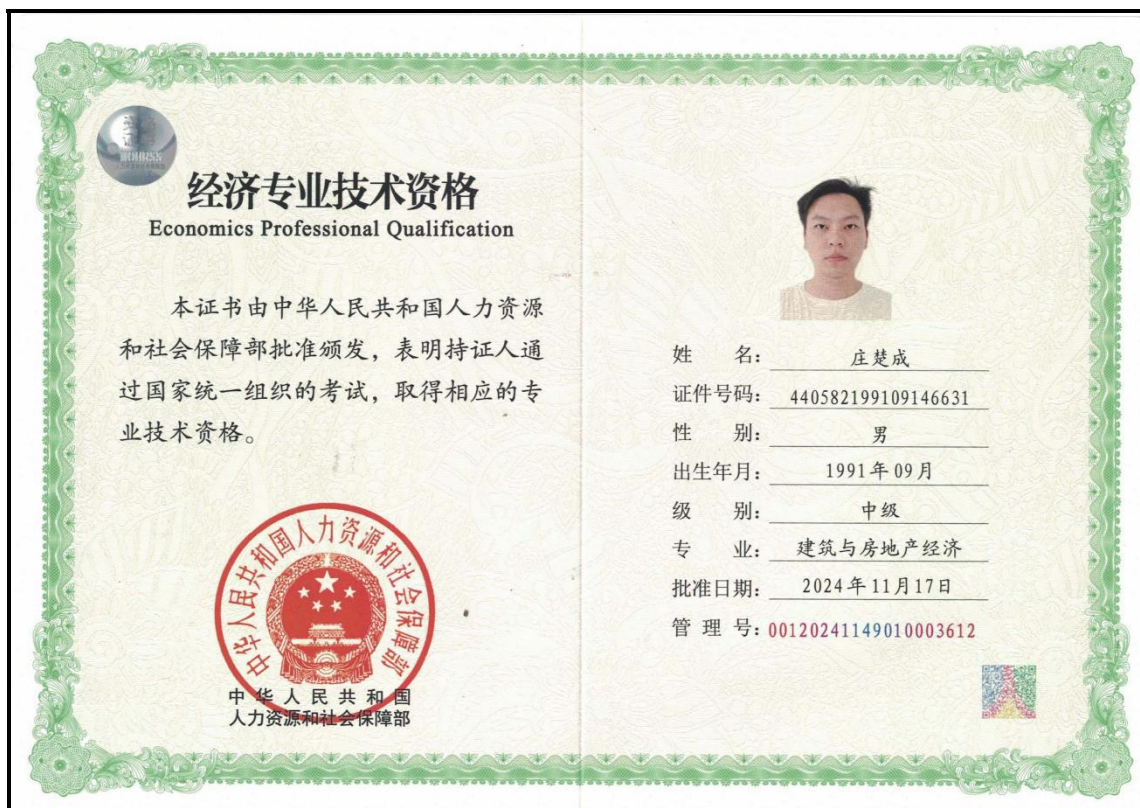 经济专业技术资格
Economics Professional Qualification
本证书由中华人民共和国人力资源
和社会保障部批准颁发，表明持证人通
过国家统一组织的考试，取得相应的专
业技术资格。
中华人民共和国人力资源和社会保障部
中华人民共和国
人力资源和社会保障部
姓 名：庄楚成
证件号码：440582199109146631
性 别：男
出生年月：1991年09月
级 别：中级
专 业：建筑与房地产经济
批准日期：2024年11月17日
管 理 号：00120241149010003612